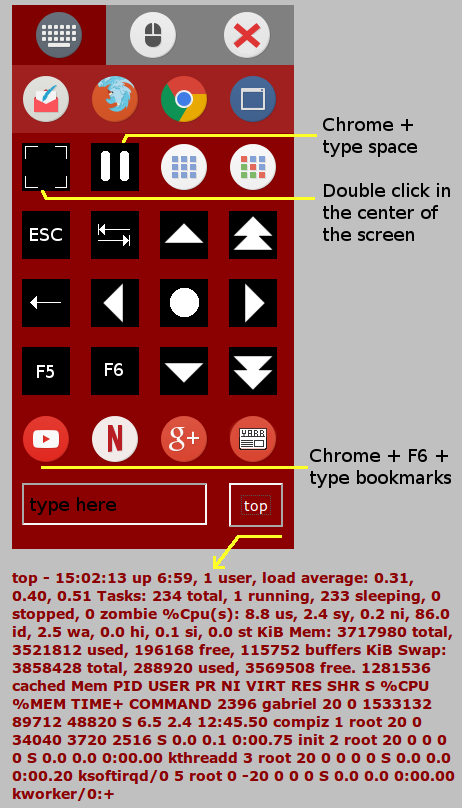 Chrome +
type space
Double click in
the center of
the screen
ESC
F5
F6
N
g+
YARR
Chrome + F6 +
type bookmarks
type here
top
top - 15:02:13 up 6:59, 1 user, load average: 0.31,
0.40, 0.51 Tasks: 234 total, 1 running, 233 sleeping, 0
stopped, 0 zombie %Cpu(s): 8.8 us, 2.4 sy, 0.2 ni, 86.0
id, 2.5 wa, 0.0 hi, 0.1 si, 0.0 st KiB Mem: 3717980 total,
3521812 used, 196168 free, 115752 buffers KiB Swap:
3858428 total, 288920 used, 3569508 free. 1281536
cached Mem PID USER PR NI VIRT RES SHR S %CPU
%MEM TIME+ COMMAND 2396 gabriel 20 0 1533132
89712 48820 S 6.5 2.4 12:45.50 compiz 1 root 20 0
34040 3720 2516 S 0.0 0.1 0:00.75 init 2 root 20 0 0 0
0 S 0.0 0.0 0:00.00 kthreadd 3 root 20 0 0 0 0 S 0.0 0.0
0:00.20 ksoftirqd/0 5 root 0 -20 0 0 0 S 0.0 0.0 0:00.00
kworker/0:+